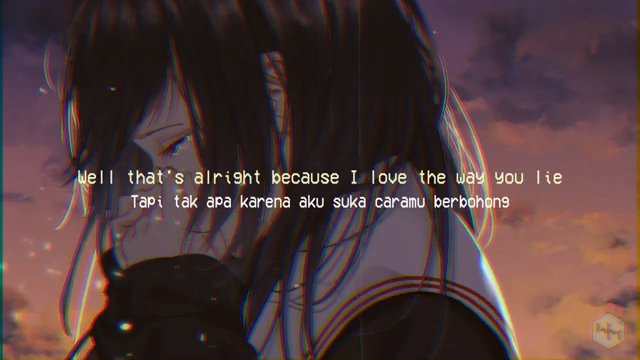 Well that's alright because I love the way you lie
Tapi tak apa karena aku suka caramu berbohong